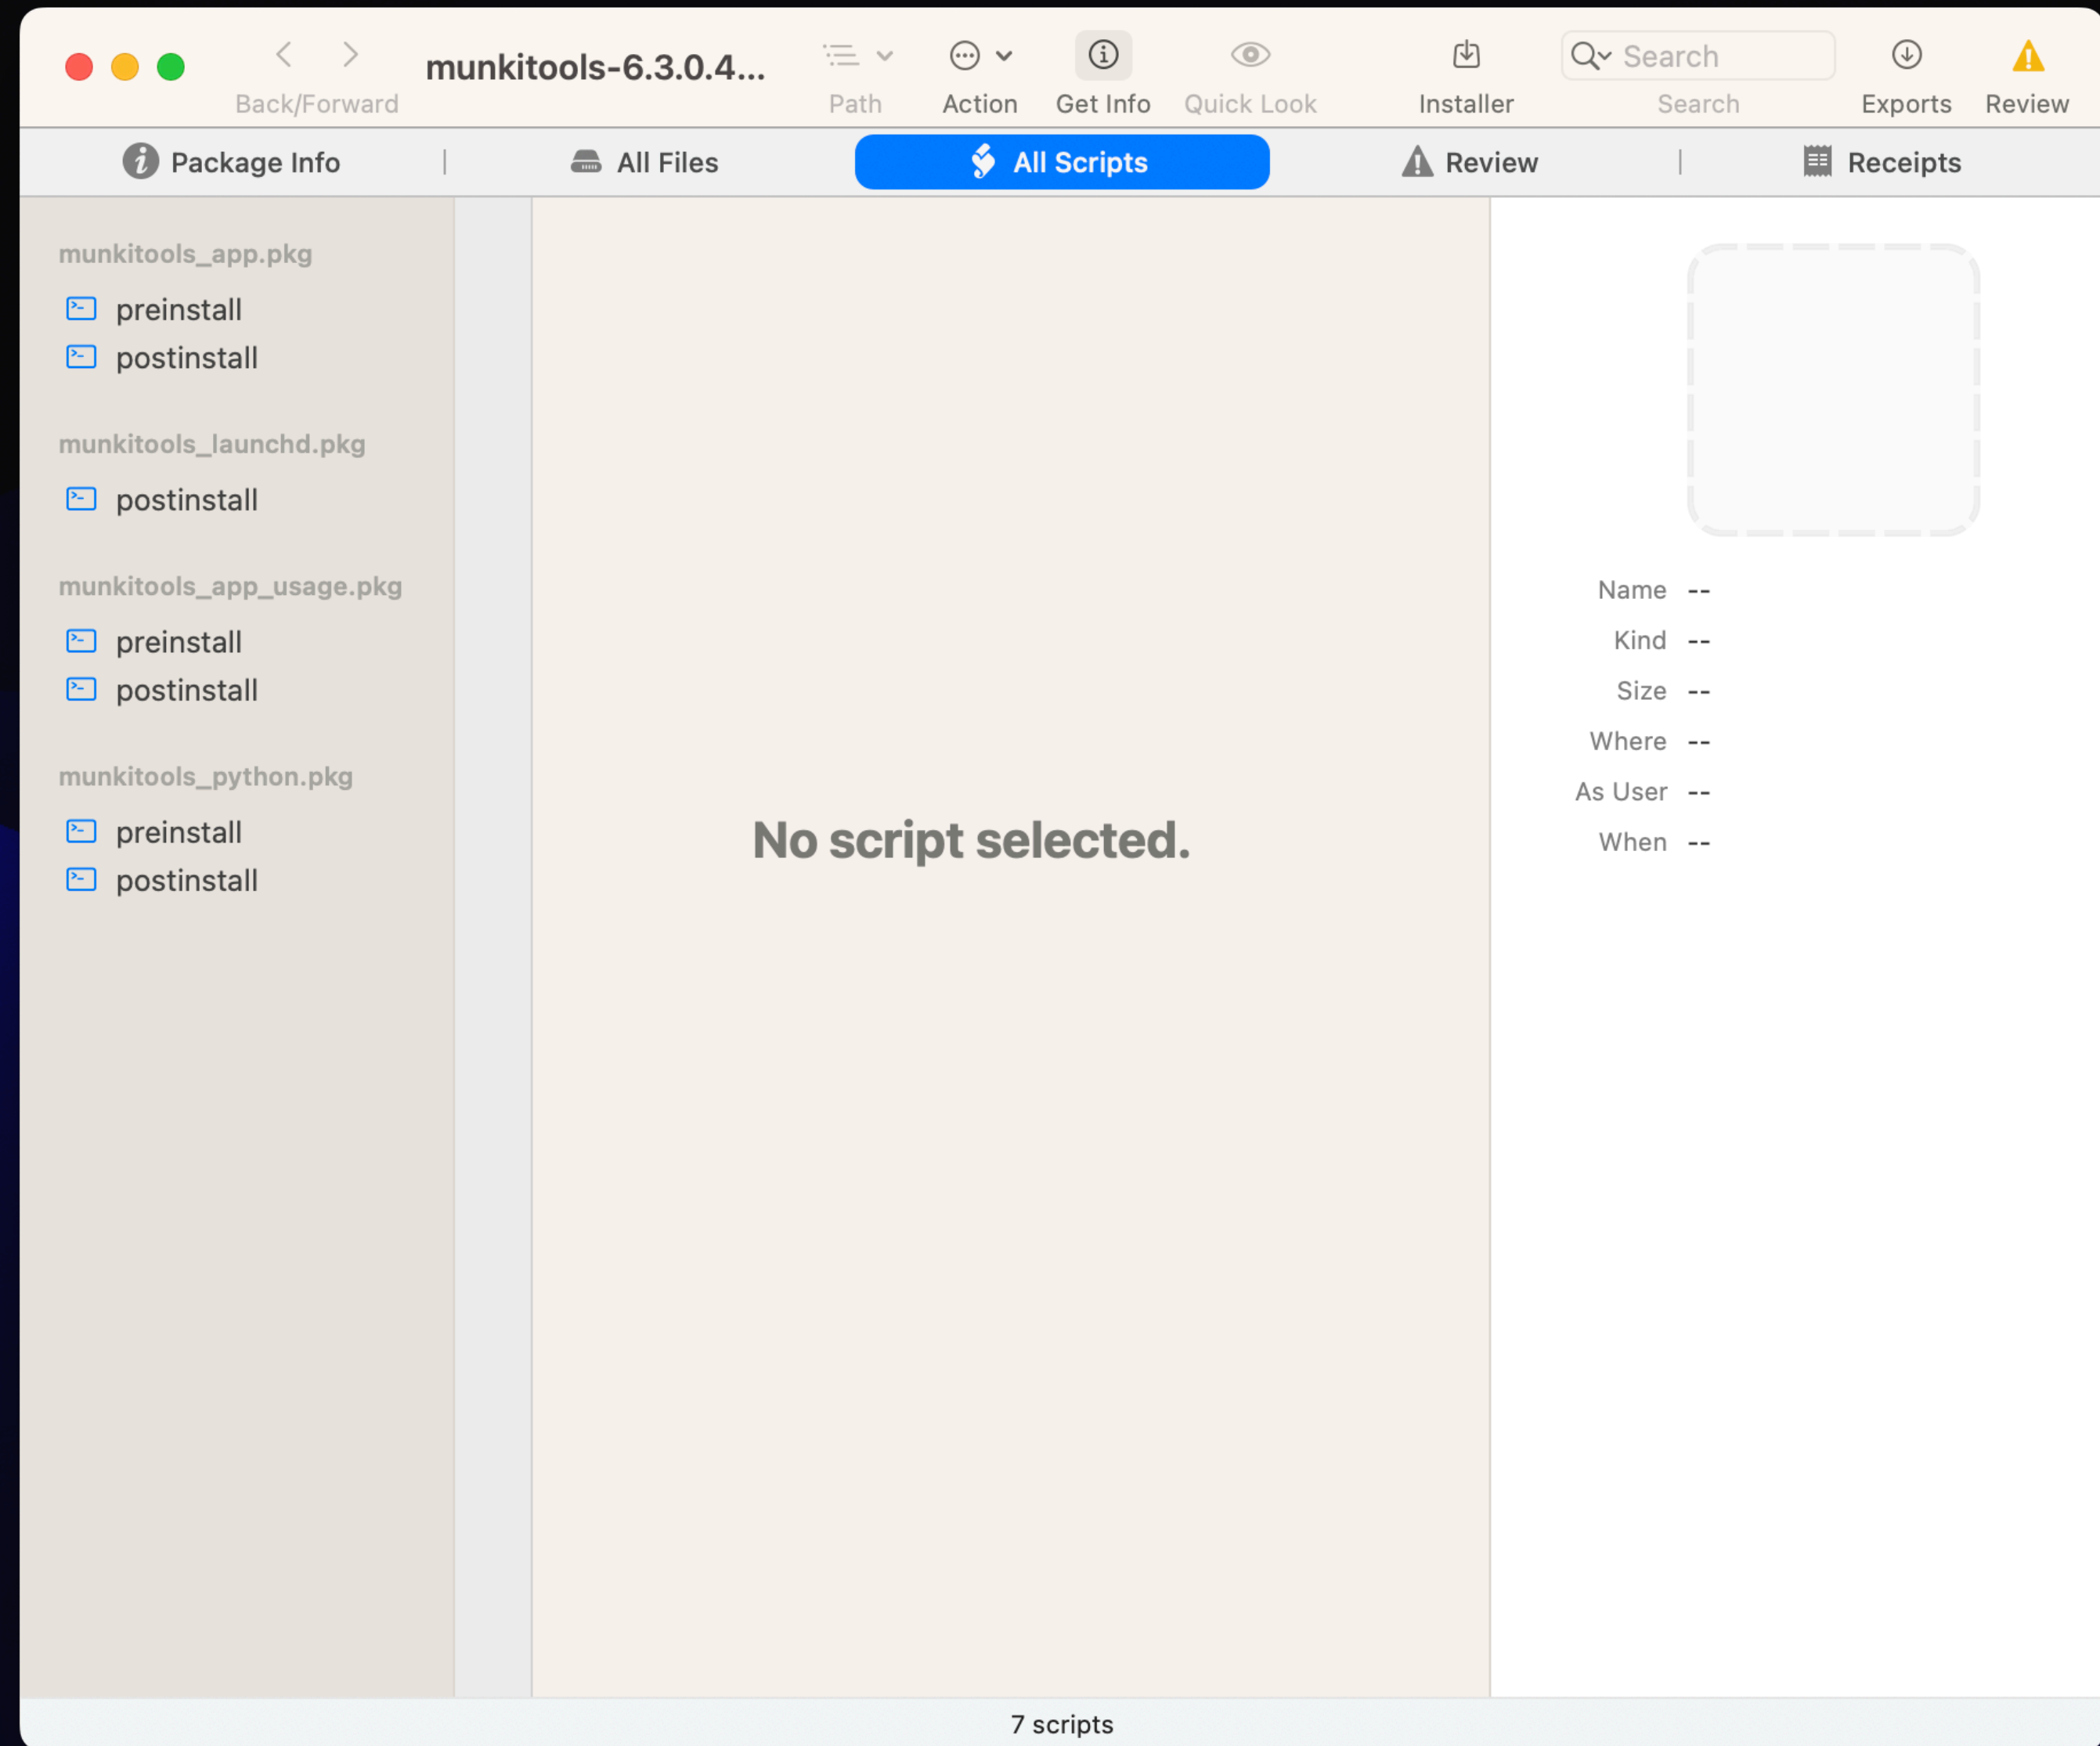 munkitools-6.3.0.4...
Back/Forward
Path
Action
Get Info
Quick Look
Installer
Search
Search
Exports
Review
Package Info
All Files
All Scripts
Review
Receipts
munkitools_app.pkg
preinstall
postinstall
munkitools_launchd.pkg
postinstall
munkitools_app_usage.pkg
preinstall
postinstall
munkitools_python.pkg
preinstall
postinstall
No script selected.
Name --
Kind --
Size --
Where --
As User --
When --
7 scripts